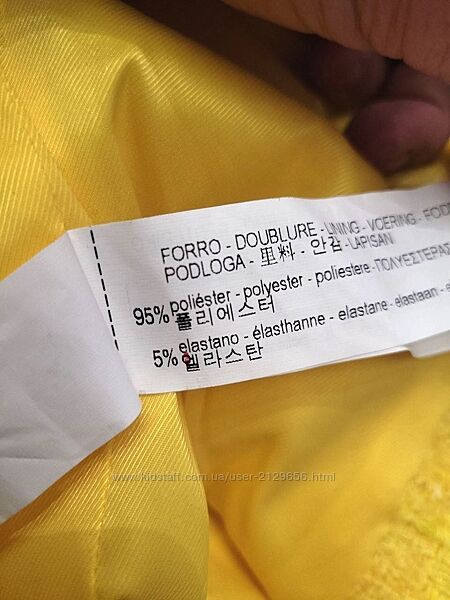 FORRO - DOUBLURE - LINING - VOERING -
PODLOGA - 里料 - 안감 - LAPISAN
95% poliéster - polyester - poliestere - ΠΟΛΥΕΣΤΕΡΑΣ
폴리에스터
5% elastano - élasthanne - elastane - elastaan -
엘라스탄
www.kidstaff.com.ua/user-2129656.html